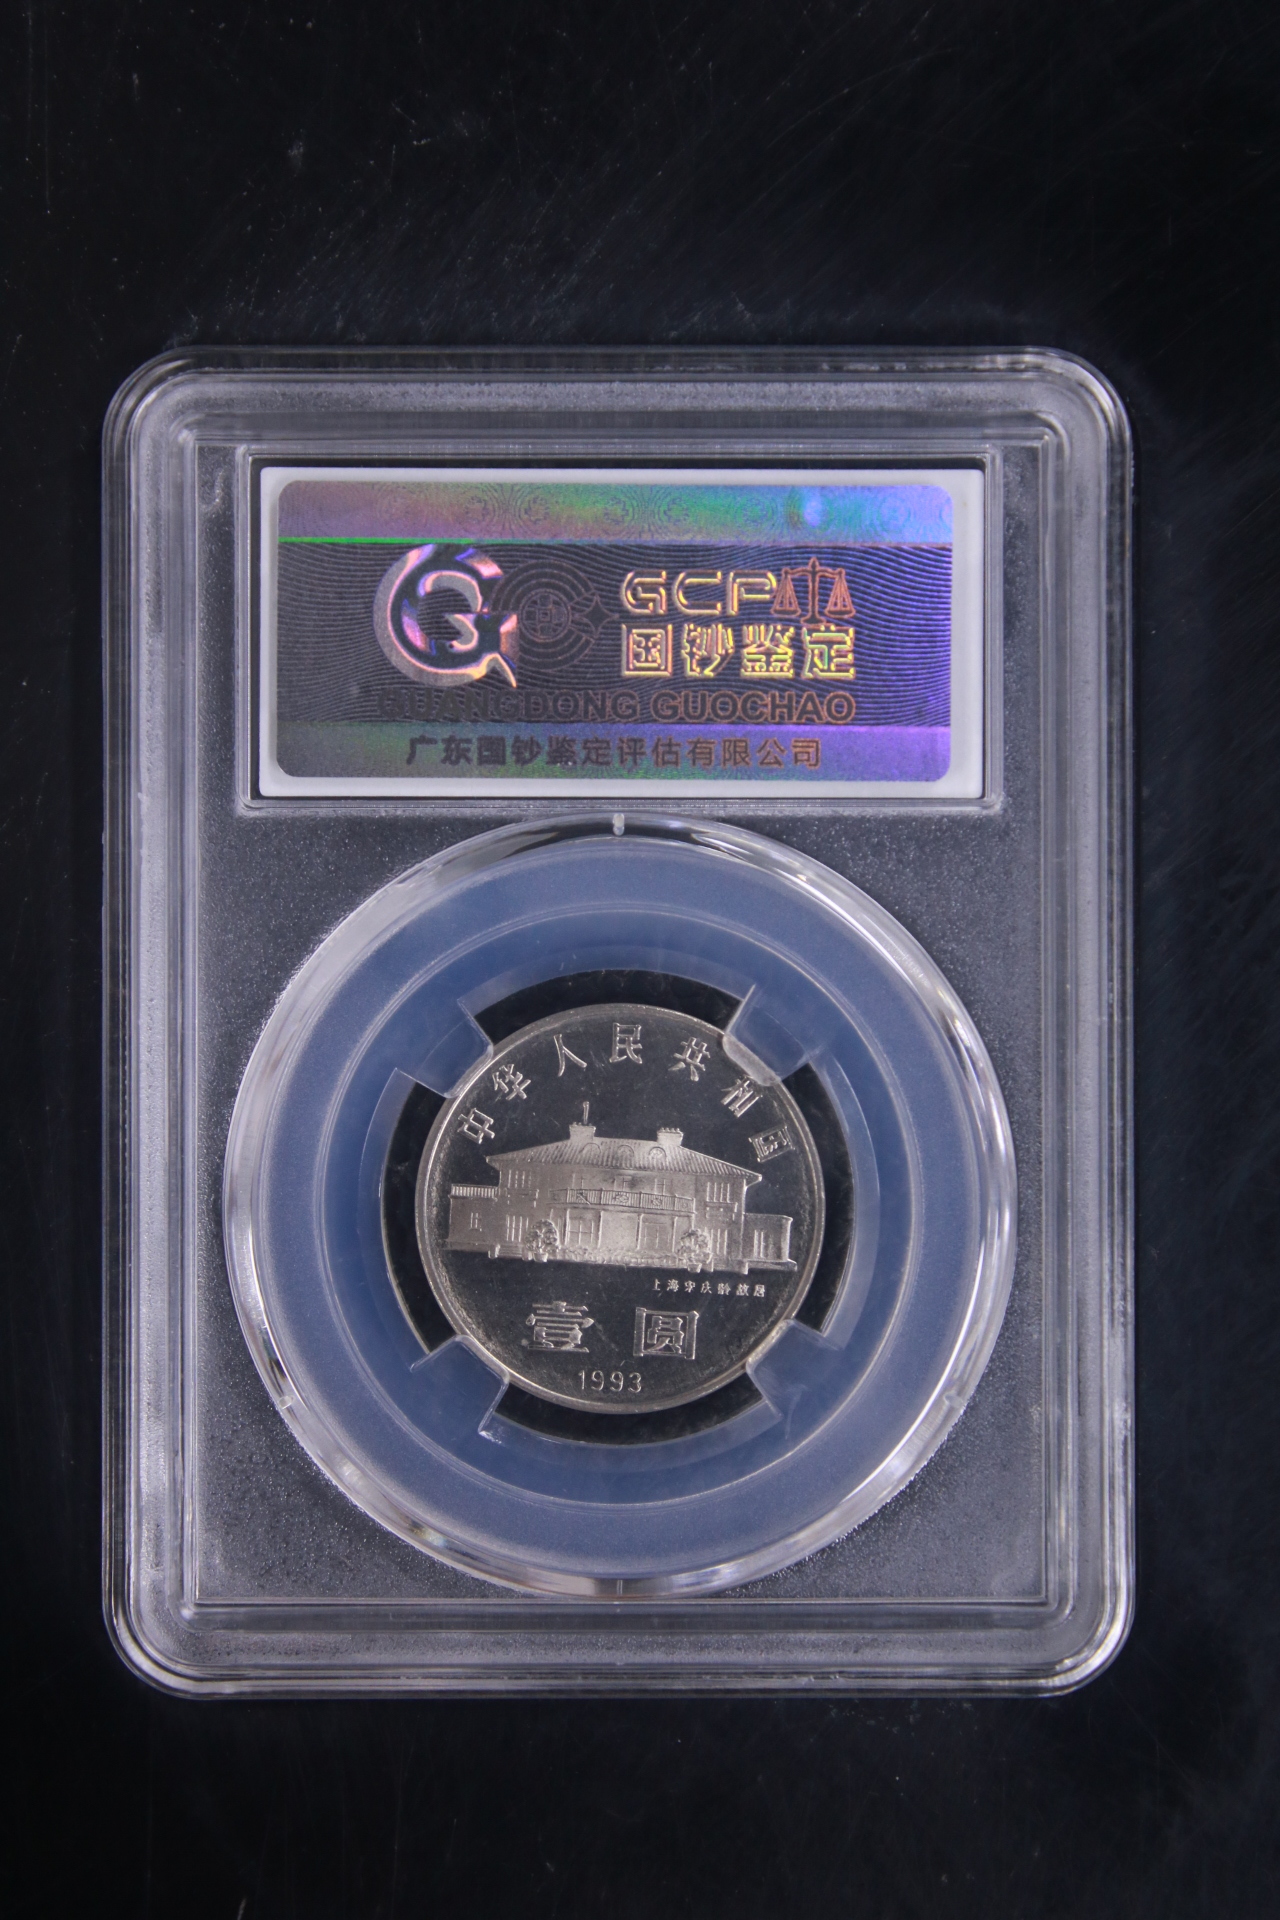 GCP
国钞鉴定
GUANGDONG GUOCHAO
广东国钞鉴定评估有限公司
中华人民共和国
上海宋庆龄故居
壹圆
1993